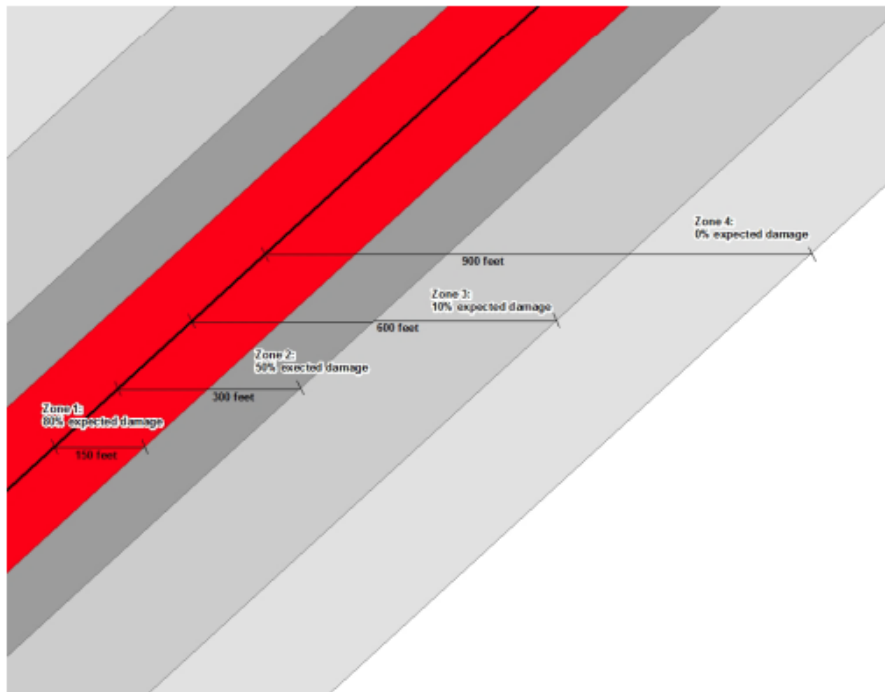 Zone 4:
0% expected damage
900 feet
Zone 3:
10% expected damage
600 feet
Zone 2:
50% exected damage
300 feet
Zone 1:
80% expected damage
150 feet